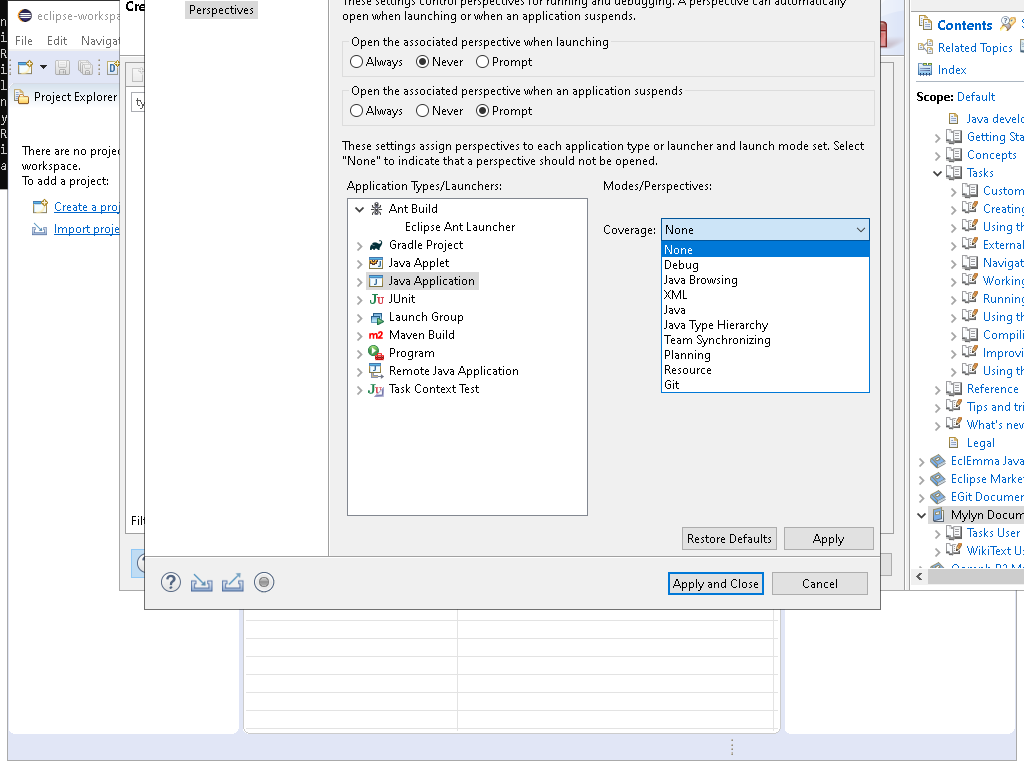 Perspectives
These settings control perspectives for running and debugging. A perspective can automatically
open when launching or when an application suspends.
Open the associated perspective when launching
Always
Never
Prompt
Open the associated perspective when an application suspends
Always
Never
Prompt
These settings assign perspectives to each application type or launcher and launch mode set. Select
"None" to indicate that a perspective should not be opened.
Application Types/Launchers:
Modes/Perspectives:
Ant Build
Eclipse Ant Launcher
Gradle Project
Java Applet
Java Application
JUnit
Launch Group
Maven Build
Program
Remote Java Application
Task Context Test
Coverage:
None
None
Debug
Java Browsing
XML
Java
Java Type Hierarchy
Team Synchronizing
Planning
Resource
Git
Restore Defaults
Apply
Apply and Close
Cancel
eclipse-workspa
File Edit Navigat
Project Explorer
There are no projec
workspace.
To add a project:
Create a proj
Import proje
Cre
ty
Filt
Contents
Related Topics
Index
Scope: Default
Java develo
Getting Sta
Concepts
Tasks
Custom
Creating
Using th
External
Navigat
Working
Running
Using th
Compili
Improvi
Using th
Reference
Tips and tri
What's new
Legal
EclEmma Java
Eclipse Marke
EGit Documen
Mylyn Docum
Tasks User
WikiText Us